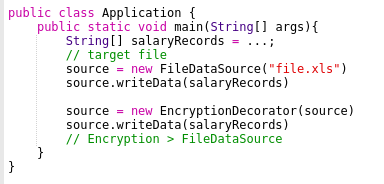 public class Application {
public static void main(String[] args){
String[] salaryRecords = ...;
// target file
source = new FileDataSource("file.xls")
source.writeData(salaryRecords)
source = new EncryptionDecorator(source)
source.writeData(salaryRecords)
// Encryption > FileDataSource
}
}